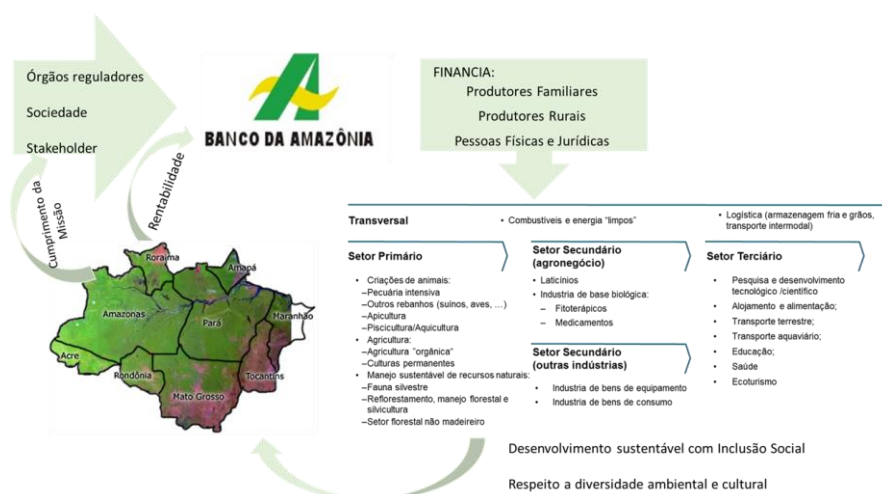 Órgãos reguladores
Sociedade
Stakeholder
BANCO DA AMAZÔNIA
FINANCIA:
Produtores Familiares
Produtores Rurais
Pessoas Físicas e Jurídicas
Cumprimento da
Missão
Rentabilidade
Roraima
Amapá
Amazonas
Pará
Maranhão
Acre
Rondônia
Mato Grosso
Tocantins
Transversal
• Combustíveis e energia "limpos"
• Logística (armazenagem fria e grãos,
transporte intermodal)
Setor Primário
• Criações de animais:
–Pecuária intensiva
–Outros rebanhos (suínos, aves, ...)
–Apicultura
–Piscicultura/Aquicultura
• Agricultura:
–Agricultura "orgânica"
–Culturas permanentes
• Manejo sustentável de recursos naturais:
–Fauna silvestre
–Reflorestamento, manejo florestal e
silvicultura
–Setor florestal não madeireiro
Setor Secundário
(agronegócio)
• Laticínios
• Industria de base biológica:
– Fitoterápicos
– Medicamentos
Setor Secundário
(outras indústrias)
• Industria de bens de equipamento
• Industria de bens de consumo
Setor Terciário
• Pesquisa e desenvolvimento
tecnológico /científico
• Alojamento e alimentação;
• Transporte terrestre;
• Transporte aquaviário;
• Educação;
• Saúde
• Ecoturismo
Desenvolvimento sustentável com Inclusão Social
Respeito a diversidade ambiental e cultural